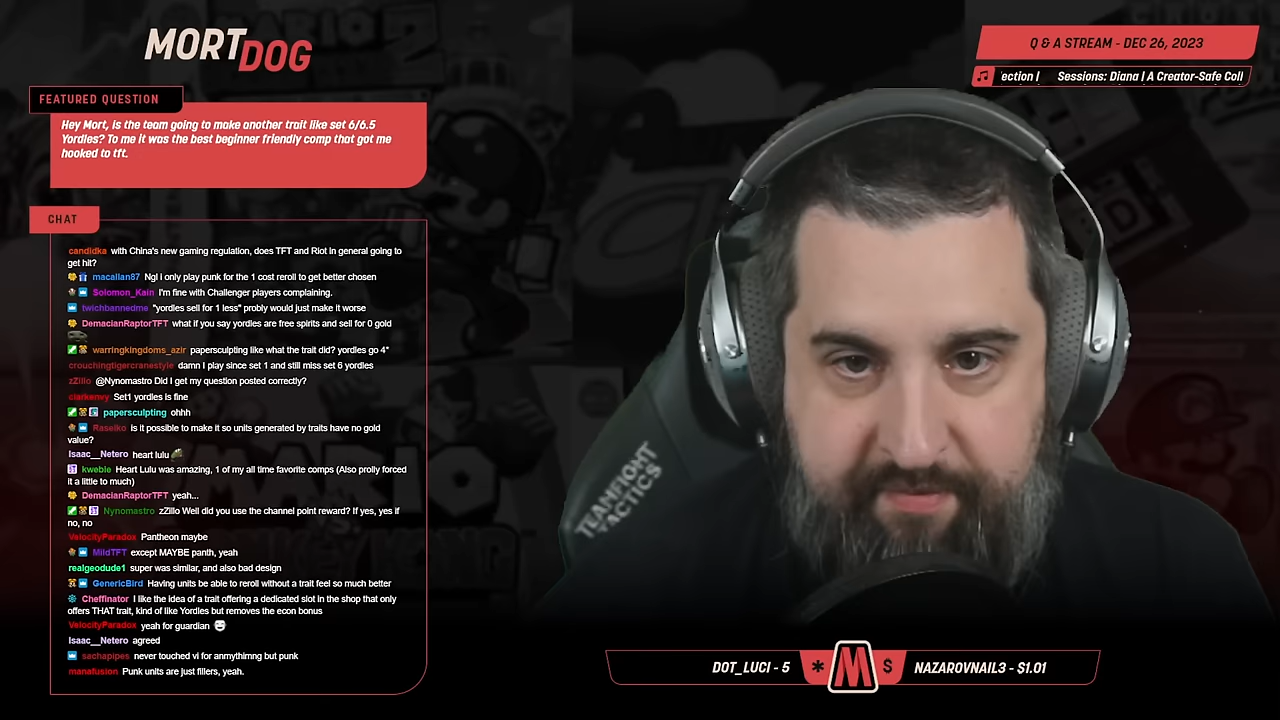 MORTDOG
Q & A STREAM - DEC 26, 2023
ection | Sessions: Diana | A Creator-Safe Coll
FEATURED QUESTION
Hey Mort, is the team going to make another trait like set 6/6.5
Yordles? To me it was the best beginner friendly comp that got me
hooked to tft.
CHAT
candidka with China's new gaming regulation, does TFT and Riot in general going to
get hit?
macallan87 Ngl i only play punk for the 1 cost reroll to get better chosen
Solomon_Kain I'm fine with Challenger players complaining.
twichbannedme "yordles sell for 1 less" probly would just make it worse
DemacianRaptorTFT what if you say yordles are free spirits and sell for 0 gold
warringkingdoms_azir papersculpting like what the trait did? yordles go 4*
crouchingtigercranestyle damn I play since set 1 and still miss set 6 yordles
zZillo @Nynomastro Did I get my question posted correctly?
clarkenvy Set1 yordles is fine
papersculpting ohhh
Raseiko Is it possible to make it so units generated by traits have no gold
value?
Isaac__Netero heart lulu
kweble Heart Lulu was amazing, 1 of my all time favorite comps (Also prolly forced
it a little to much)
DemacianRaptorTFT yeah...
Nynomastro zZillo Well did you use the channel point reward? If yes, yes if
no, no
VelocityParadox Pantheon maybe
MildTFT except MAYBE panth, yeah
realgeodude1 super was similar, and also bad design
GenericBird Having units be able to reroll without a trait feel so much better
Cheffinator I like the idea of a trait offering a dedicated slot in the shop that only
offers THAT trait, kind of like Yordles but removes the econ bonus
VelocityParadox yeah for guardian
Isaac__Netero agreed
sachapipes never touched vi for anymthimng but punk
manafusion Punk units are just fillers, yeah.
TEAMFIGHT
TACTICS
DOT_LUCI - 5 * M $ NAZAROVNAIL3 - $1.01